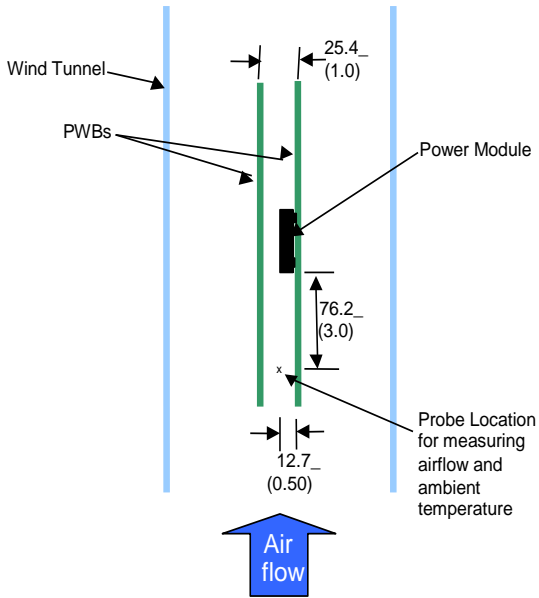 25.4_
(1.0)
Wind Tunnel
PWBs
Power Module
76.2_
(3.0)
x
Probe Location
for measuring
airflow and
ambient
temperature
12.7_
(0.50)
Air
flow